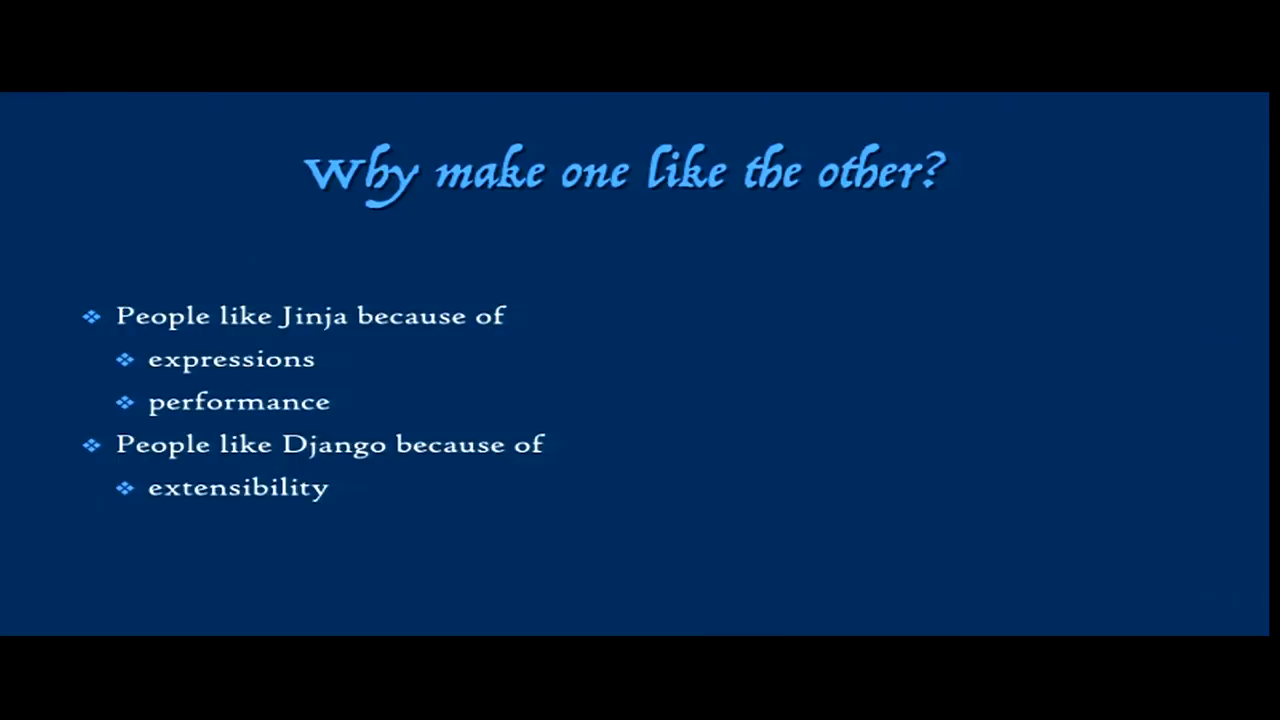 Why make one like the other?
People like Jinja because of
expressions
performance
People like Django because of
extensibility